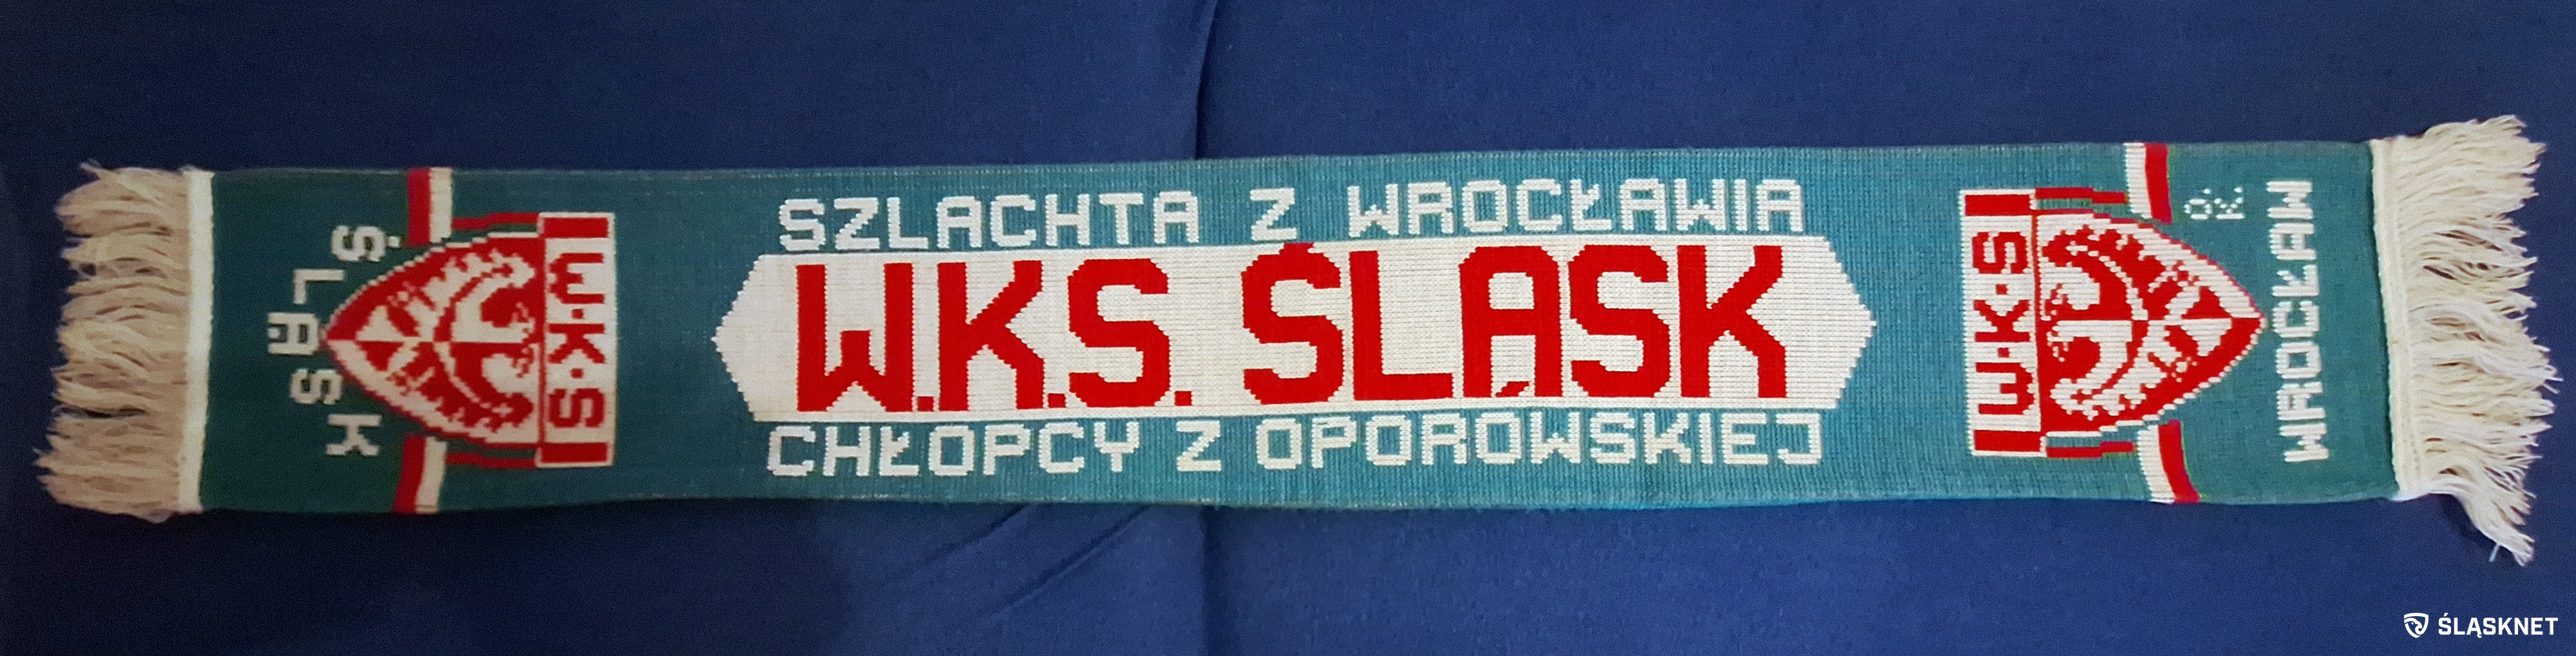 ŚLĄSK
W·K·S
SZLACHTA Z WROCŁAWIA
W.K.S. ŚLĄSK
CHŁOPCY Z OPOROWSKIEJ
W·K·S
WROCŁAW
ŚLĄSKNET